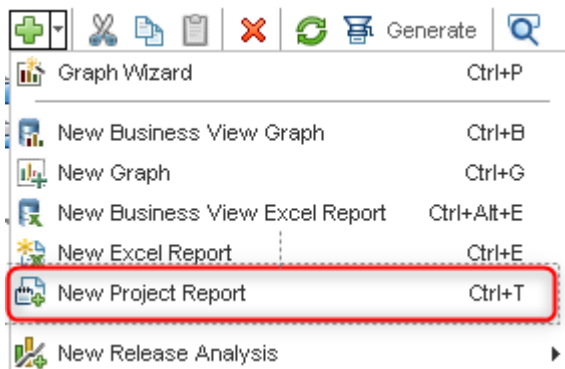 Generate
Graph Wizard Ctrl+P
New Business View Graph Ctrl+B
New Graph Ctrl+G
New Business View Excel Report Ctrl+Alt+E
New Excel Report Ctrl+E
New Project Report Ctrl+T
New Release Analysis